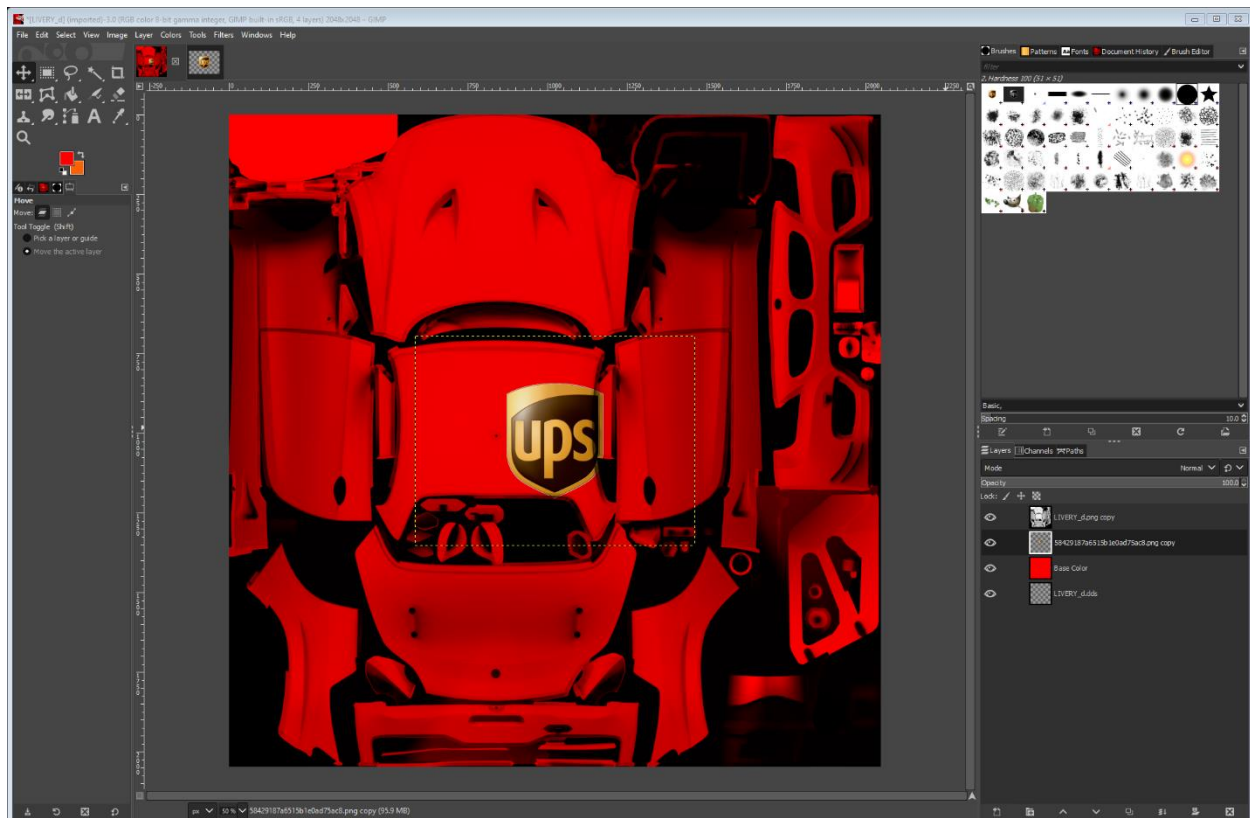 *[LIVERY_d] (imported)-3.0 (RGB color 8-bit gamma integer, GIMP built-in sRGB, 4 layers) 2048x2048 – GIMP
File Edit Select View Image Layer Colors Tools Filters Windows Help
Brushes Patterns Fonts Document History Brush Editor
filter
2. Hardness 100 (51 × 51)
Move
Move:
Tool Toggle (Shift)
Pick a layer or guide
Move the active layer
ups
Basic,
Spacing 10.0
Layers Channels Paths
Mode Normal
Opacity 100.0
Lock:
LIVERY_d.png copy
58429187a6515b1e0ad75ac8.png copy
Base Color
LIVERY_d.dds
px 50 % 58429187a6515b1e0ad75ac8.png copy (95.9 MB)